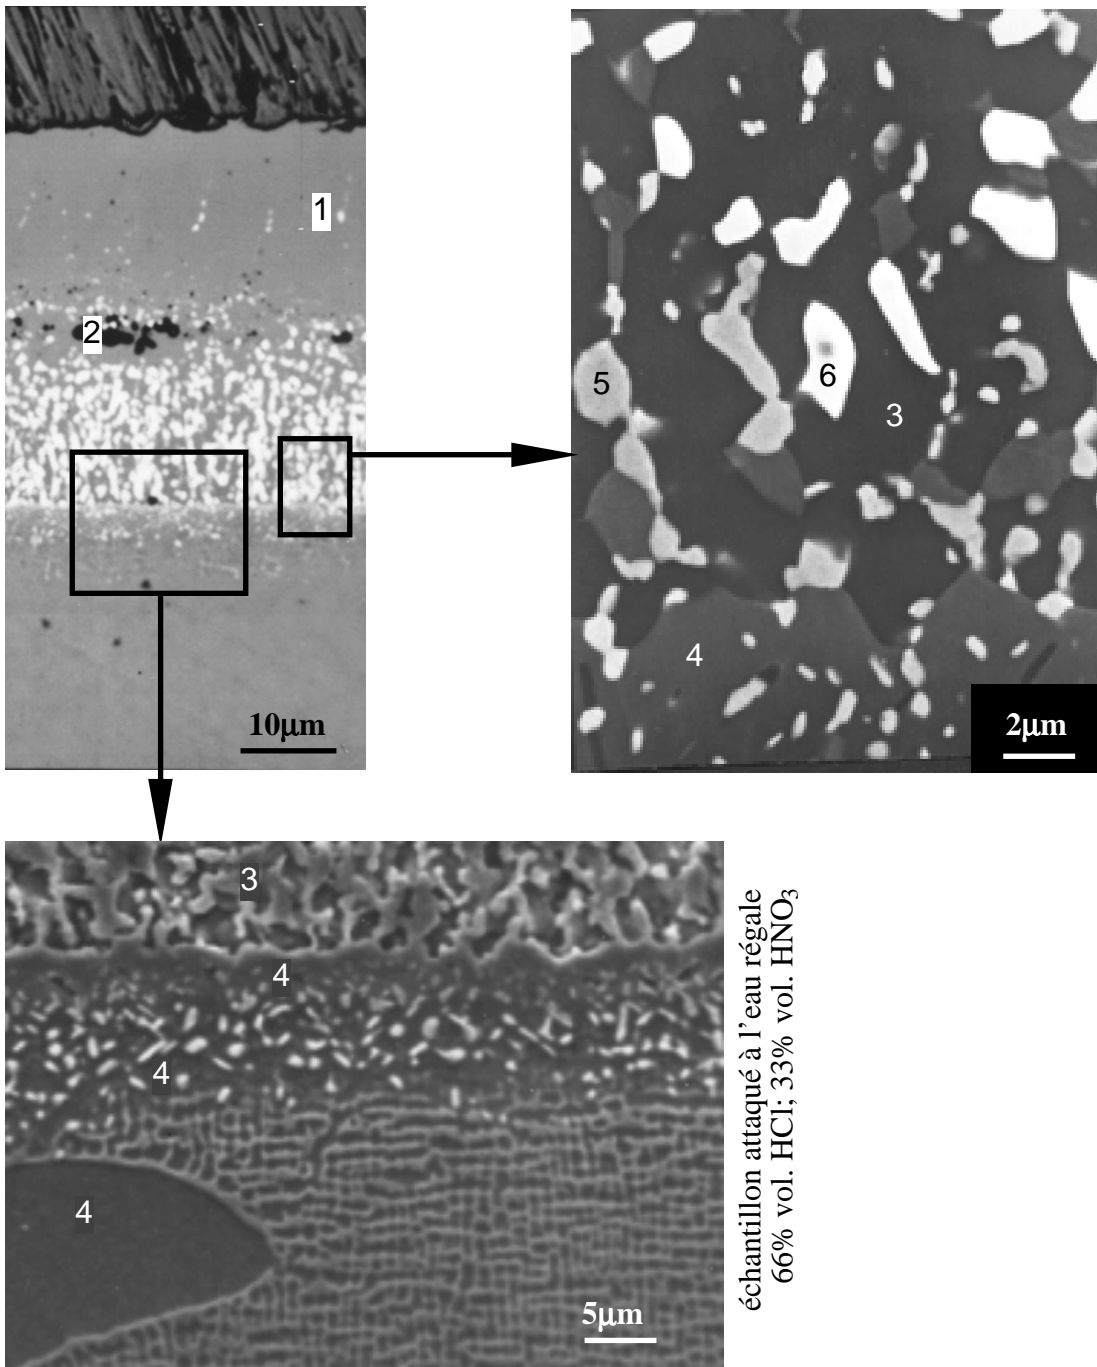 1
2
10μm
5
6
3
4
2μm
3
4
4
4
5μm
échantillon attaqué à l'eau régale
66% vol. HCl; 33% vol. HNO₃